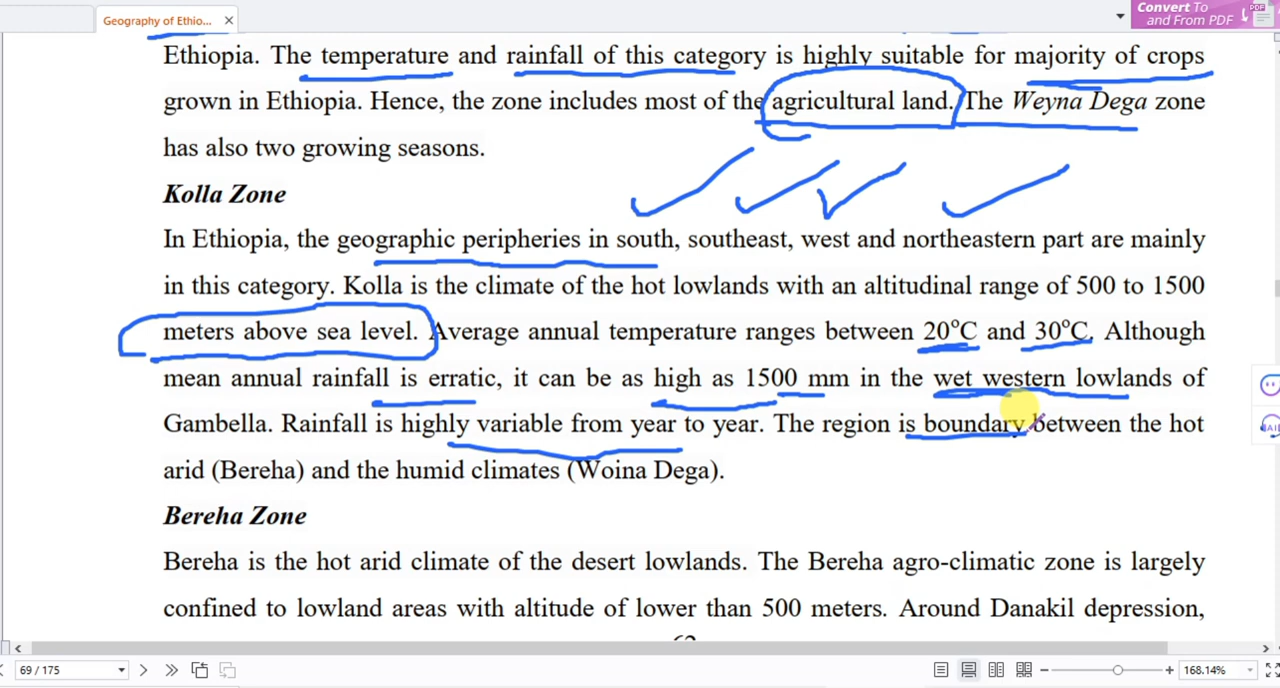 Geography of Ethio...
Convert To
and From PDF
PDF
Ethiopia. The temperature and rainfall of this category is highly suitable for majority of crops
grown in Ethiopia. Hence, the zone includes most of the agricultural land. The Weyna Dega zone
has also two growing seasons.
Kolla Zone
In Ethiopia, the geographic peripheries in south, southeast, west and northeastern part are mainly
in this category. Kolla is the climate of the hot lowlands with an altitudinal range of 500 to 1500
meters above sea level. Average annual temperature ranges between 20°C and 30°C. Although
mean annual rainfall is erratic, it can be as high as 1500 mm in the wet western lowlands of
Gambella. Rainfall is highly variable from year to year. The region is boundary between the hot
arid (Bereha) and the humid climates (Woina Dega).
Bereha Zone
Bereha is the hot arid climate of the desert lowlands. The Bereha agro-climatic zone is largely
confined to lowland areas with altitude of lower than 500 meters. Around Danakil depression,
69 / 175
168.14%